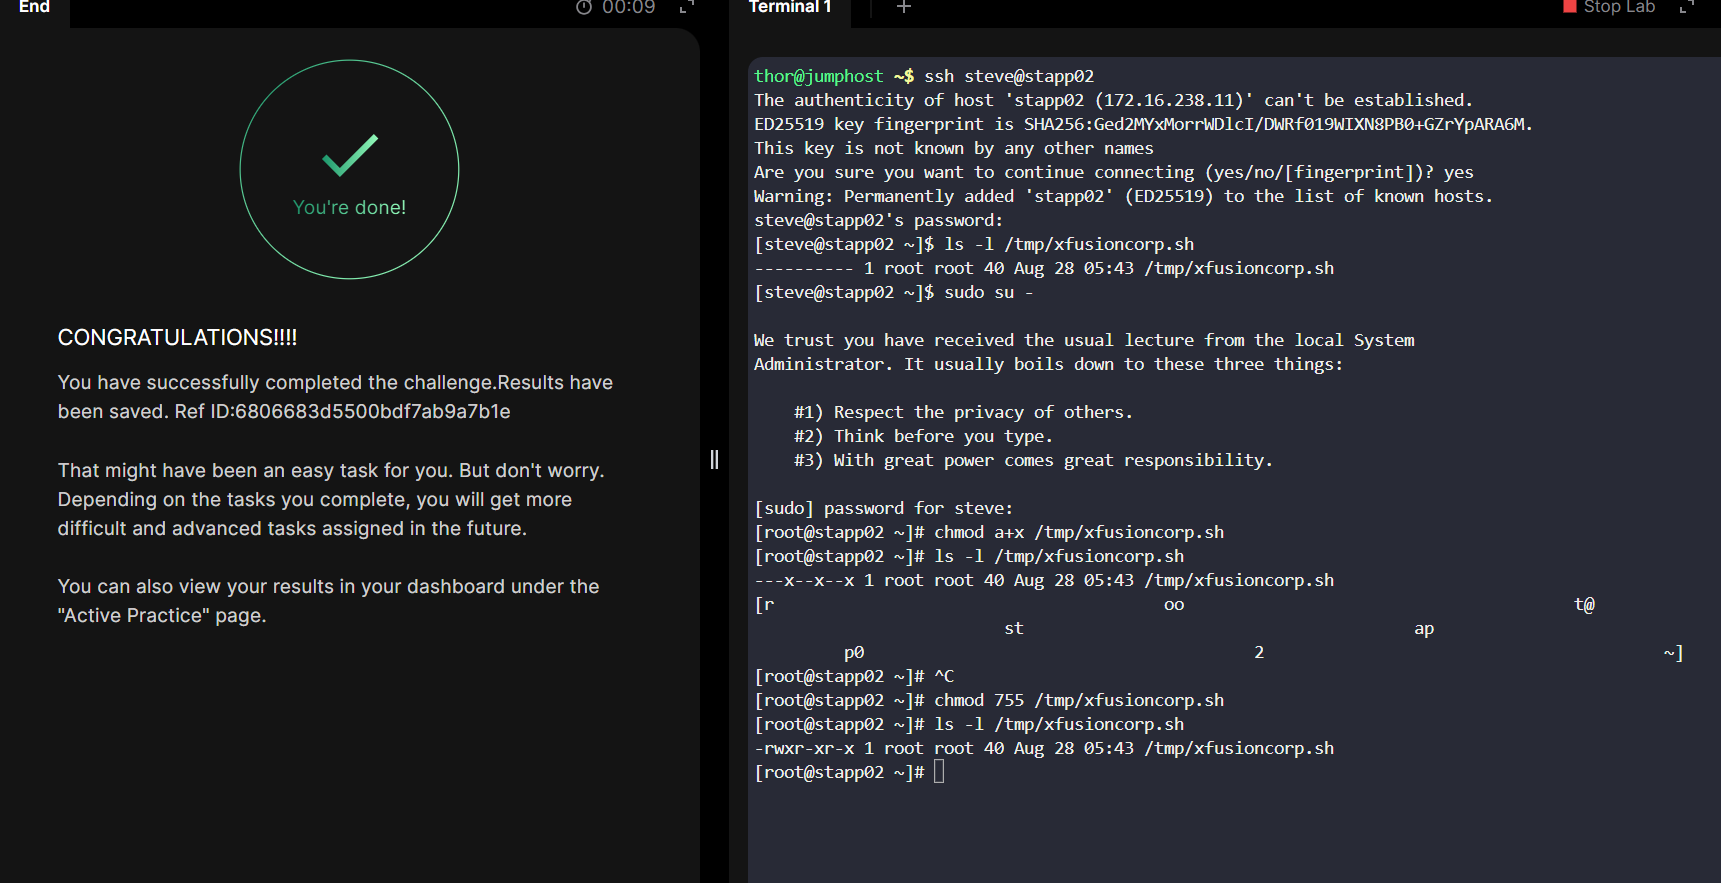 End
00:09
Terminal 1
+
Stop Lab
You're done!
CONGRATULATIONS!!!!
You have successfully completed the challenge.Results have
been saved. Ref ID:6806683d5500bdf7ab9a7b1e
That might have been an easy task for you. But don't worry.
Depending on the tasks you complete, you will get more
difficult and advanced tasks assigned in the future.
You can also view your results in your dashboard under the
"Active Practice" page.
thor@jumphost ~$ ssh steve@stapp02
The authenticity of host 'stapp02 (172.16.238.11)' can't be established.
ED25519 key fingerprint is SHA256:Ged2MYxMorrWDlcI/DWRf019WIXN8PB0+GZrYpARA6M.
This key is not known by any other names
Are you sure you want to continue connecting (yes/no/[fingerprint])? yes
Warning: Permanently added 'stapp02' (ED25519) to the list of known hosts.
steve@stapp02's password:
[steve@stapp02 ~]$ ls -l /tmp/xfusioncorp.sh
---------- 1 root root 40 Aug 28 05:43 /tmp/xfusioncorp.sh
[steve@stapp02 ~]$ sudo su -
We trust you have received the usual lecture from the local System
Administrator. It usually boils down to these three things:
#1) Respect the privacy of others.
#2) Think before you type.
#3) With great power comes great responsibility.
[sudo] password for steve:
[root@stapp02 ~]# chmod a+x /tmp/xfusioncorp.sh
[root@stapp02 ~]# ls -l /tmp/xfusioncorp.sh
---x--x--x 1 root root 40 Aug 28 05:43 /tmp/xfusioncorp.sh
[r oo t@
st ap
p0 2 ~]
[root@stapp02 ~]# ^C
[root@stapp02 ~]# chmod 755 /tmp/xfusioncorp.sh
[root@stapp02 ~]# ls -l /tmp/xfusioncorp.sh
-rwxr-xr-x 1 root root 40 Aug 28 05:43 /tmp/xfusioncorp.sh
[root@stapp02 ~]#